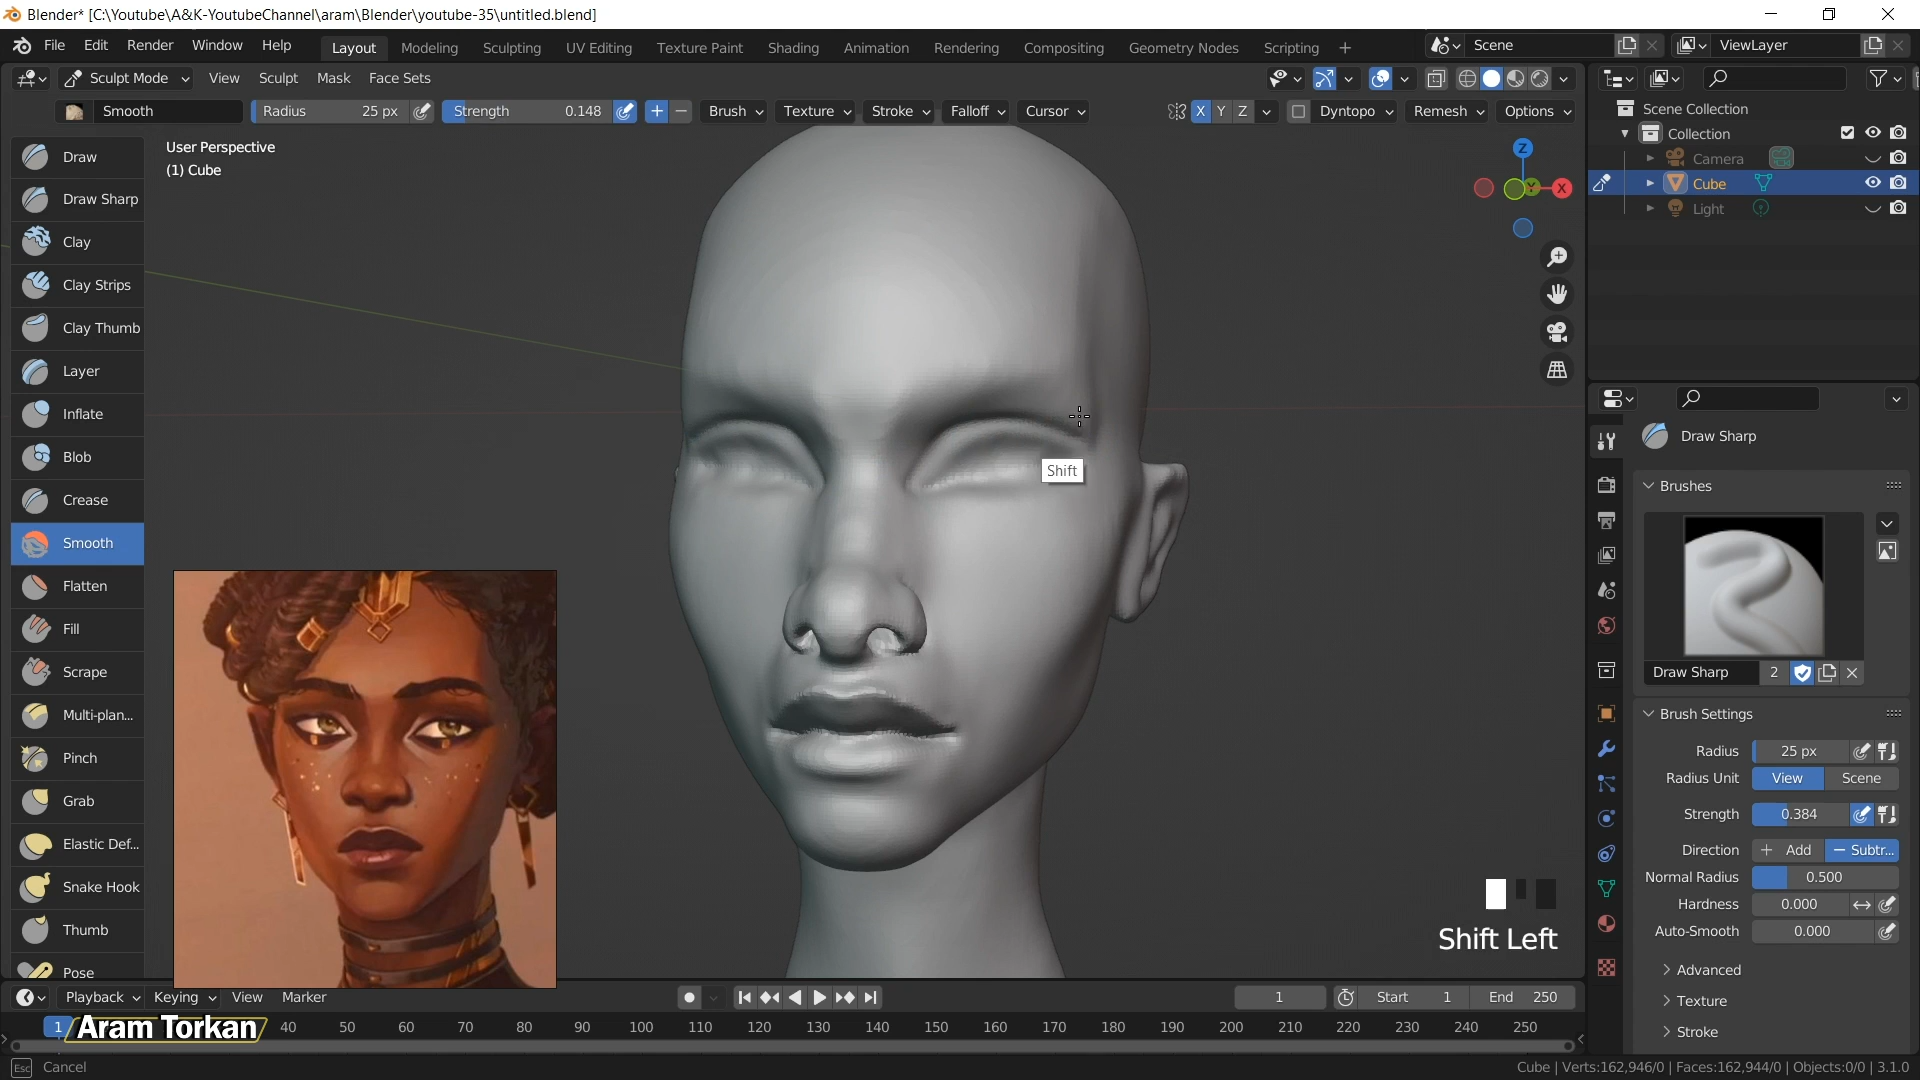 Blender* [C:\Youtube\A&K-YoutubeChannel\aram\Blender\youtube-35\untitled.blend]
File Edit Render Window Help
Layout Modeling Sculpting UV Editing Texture Paint Shading Animation Rendering Compositing Geometry Nodes Scripting +
Scene
ViewLayer
Sculpt Mode View Sculpt Mask Face Sets
Smooth Radius 25 px Strength 0.148 + − Brush Texture Stroke Falloff Cursor X Y Z Dyntopo Remesh Options
User Perspective
(1) Cube
Draw
Draw Sharp
Clay
Clay Strips
Clay Thumb
Layer
Inflate
Blob
Crease
Smooth
Flatten
Fill
Scrape
Multi-plan...
Pinch
Grab
Elastic Def...
Snake Hook
Thumb
Pose
Z
Y
X
Shift
Shift Left
Scene Collection
Collection
Camera
Cube
Light
Draw Sharp
Brushes
Draw Sharp 2
Brush Settings
Radius 25 px
Radius Unit View Scene
Strength 0.384
Direction + Add − Subtr...
Normal Radius 0.500
Hardness 0.000
Auto-Smooth 0.000
Advanced
Texture
Stroke
Playback Keying View Marker
1 Start 1 End 250
1 40 50 60 70 80 90 100 110 120 130 140 150 160 170 180 190 200 210 220 230 240 250
Aram Torkan
Esc Cancel
Cube | Verts:162,946/0 | Faces:162,944/0 | Objects:0/0 | 3.1.0